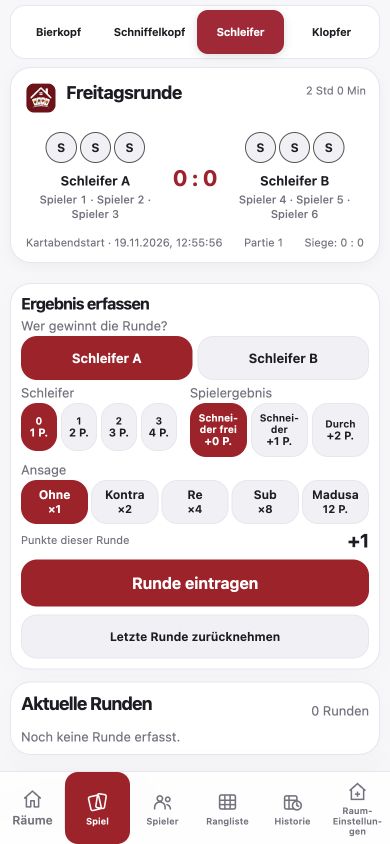 Bierkopf Schniffelkopf Schleifer Klopfer
Freitagsrunde 2 Std 0 Min
S S S S S S
0 : 0
Schleifer A Schleifer B
Spieler 1 · Spieler 2 · Spieler 4 · Spieler 5 ·
Spieler 3 Spieler 6
Kartabendstart · 19.11.2026, 12:55:56 Partie 1 Siege: 0 : 0
Ergebnis erfassen
Wer gewinnt die Runde?
Schleifer A Schleifer B
Schleifer Spielergebnis
0 1 2 3 Schnei- Schnei- Durch
1 P. 2 P. 3 P. 4 P. der frei der +2 P.
+0 P. +1 P.
Ansage
Ohne Kontra Re Sub Madusa
×1 ×2 ×4 ×8 12 P.
Punkte dieser Runde +1
Runde eintragen
Letzte Runde zurücknehmen
Aktuelle Runden 0 Runden
Noch keine Runde erfasst.
Räume Spiel Spieler Rangliste Historie Raum-
Einstellun-
gen